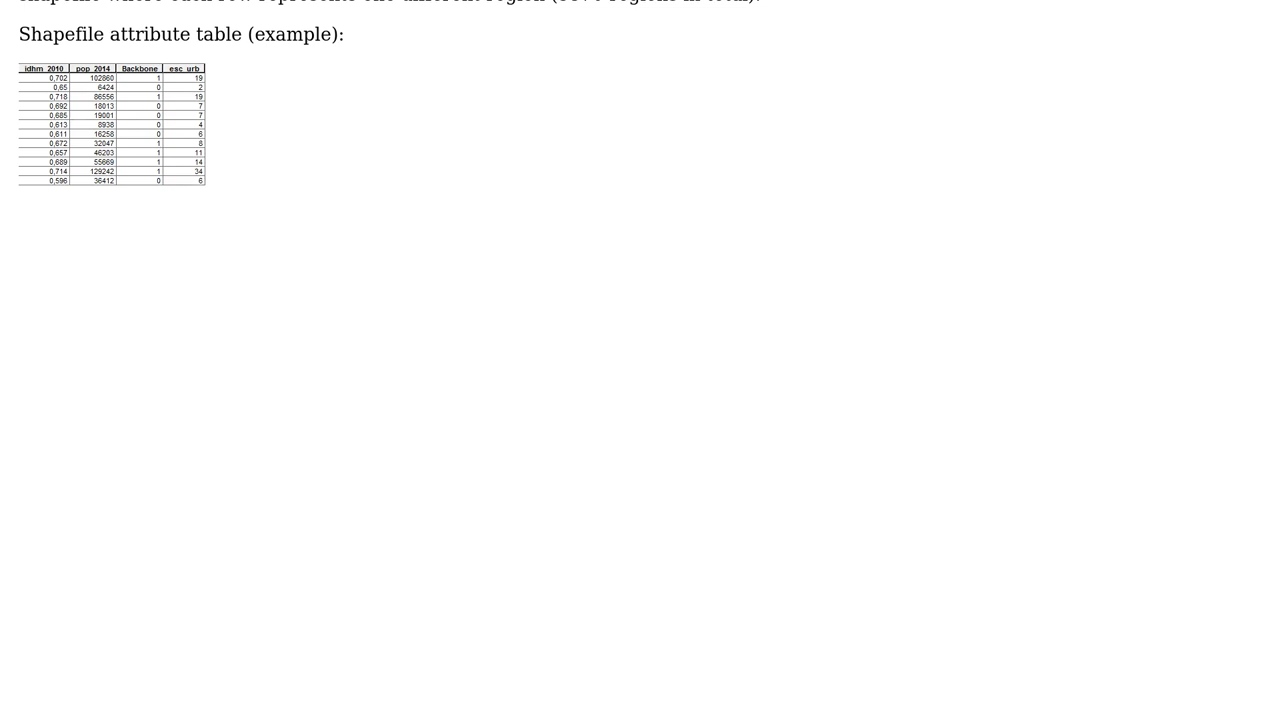 Shapefile attribute table (example):
idhm_2010 pop_2014 Backbone esc_urb
0,702 102860 1 19
0,65 6424 0 2
0,718 86556 1 19
0,692 18013 0 7
0,685 19001 0 7
0,613 8938 0 4
0,611 16258 0 6
0,672 32047 1 8
0,657 46203 1 11
0,689 55669 1 14
0,714 129242 1 34
0,596 36412 0 6